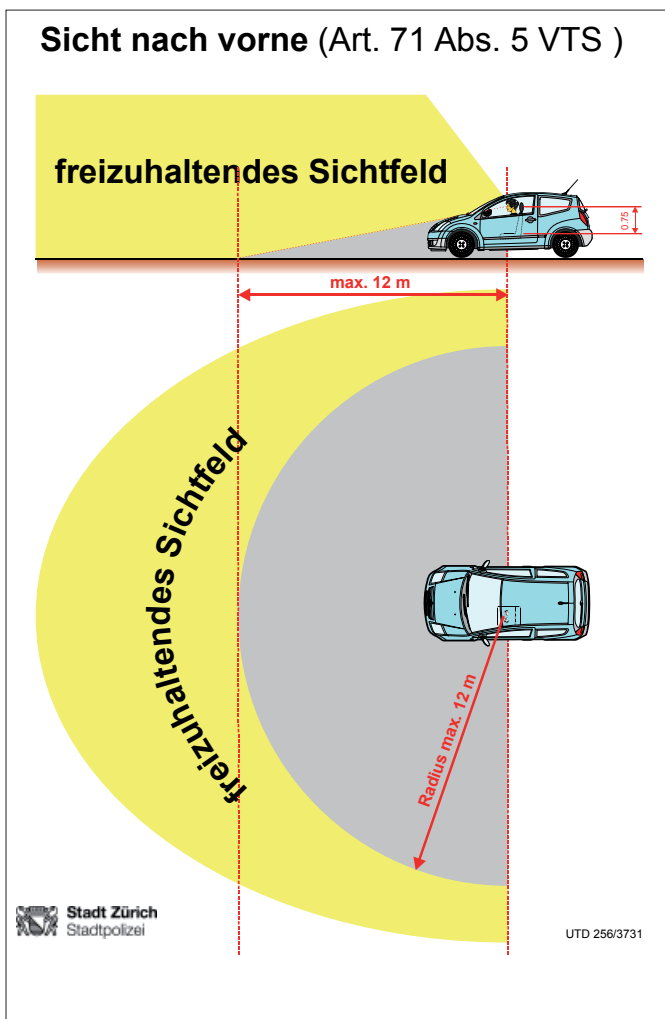 Sicht nach vorne (Art. 71 Abs. 5 VTS )
freizuhaltendes Sichtfeld
0.75
max. 12 m
freizuhaltendes Sichtfeld
Radius max. 12 m
Stadt Zürich
Stadtpolizei
UTD 256/3731